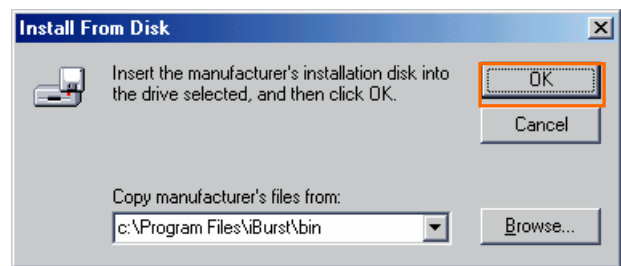 Install From Disk
Insert the manufacturer's installation disk into
the drive selected, and then click OK.
OK
Cancel
Copy manufacturer's files from:
c:\Program Files\iBurst\bin
Browse...